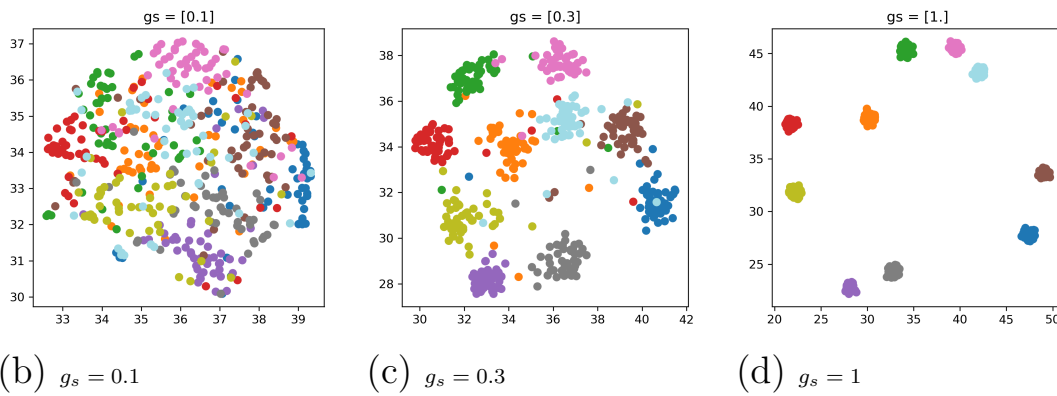 gs = [0.1]
37
36
35
34
33
32
31
30
33 34 35 36 37 38 39
(b) g_s = 0.1
gs = [0.3]
38
36
34
32
30
28
30 32 34 36 38 40 42
(c) g_s = 0.3
gs = [1.]
45
40
35
30
25
20 25 30 35 40 45 50
(d) g_s = 1